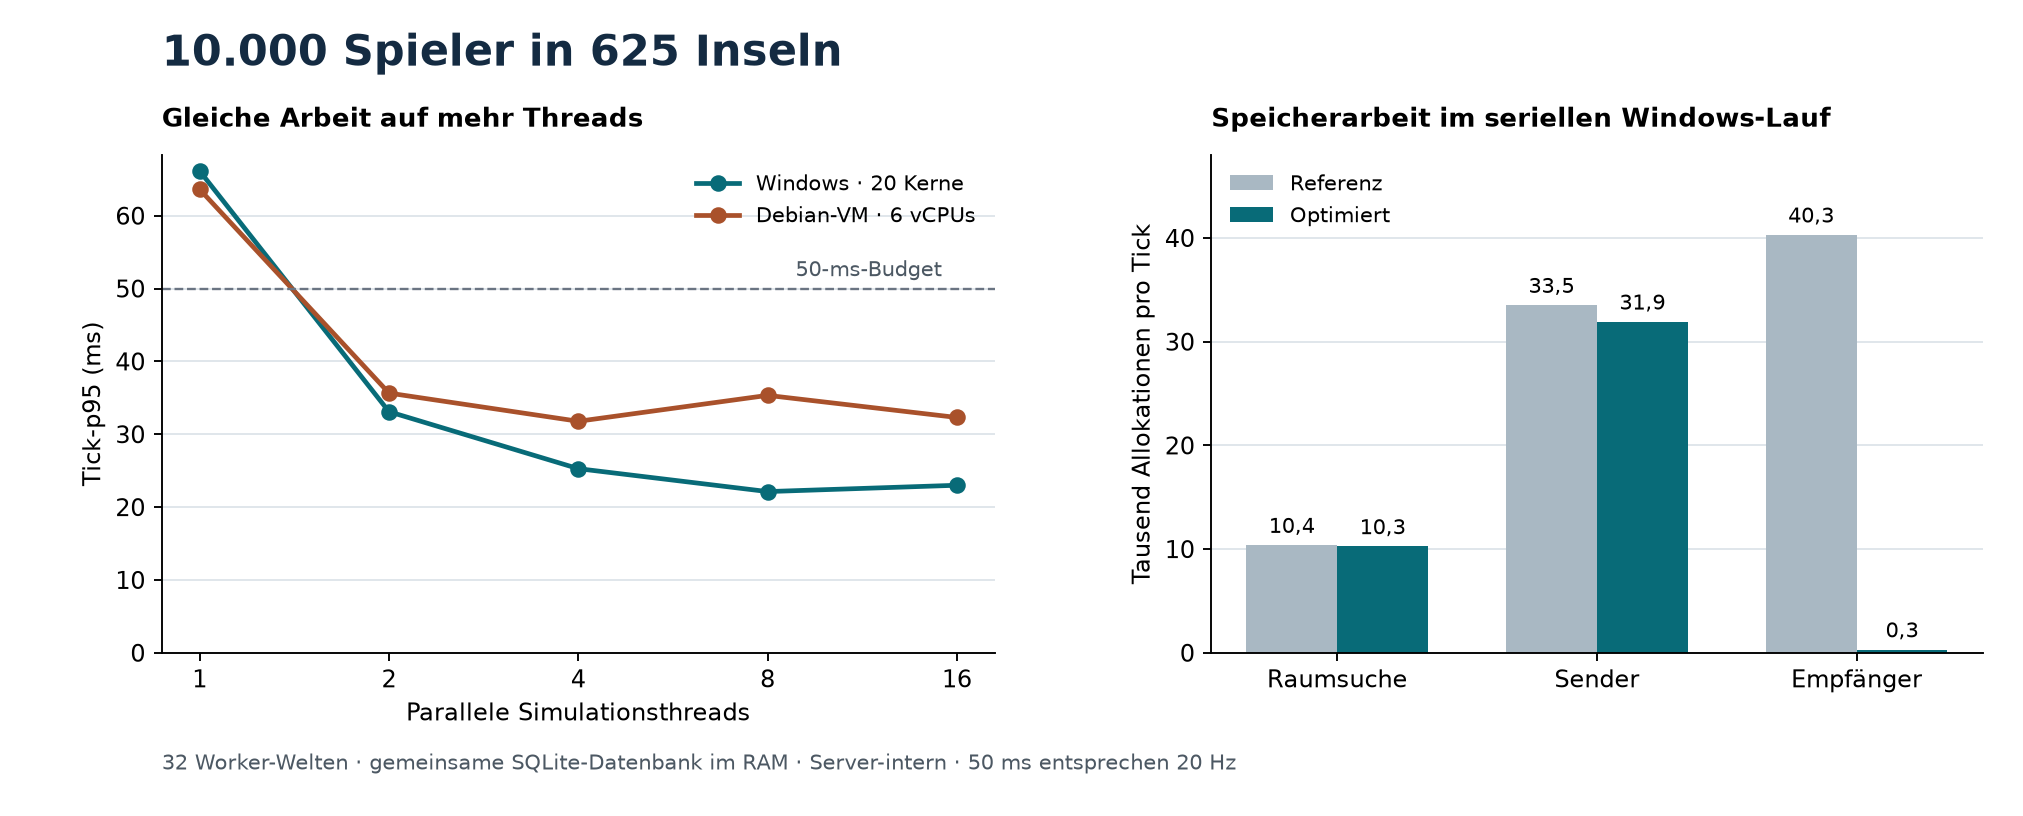 10.000 Spieler in 625 Inseln
Gleiche Arbeit auf mehr Threads
Windows · 20 Kerne
Debian-VM · 6 vCPUs
50-ms-Budget
Tick-p95 (ms)
60
50
40
30
20
10
0
1 2 4 8 16
Parallele Simulationsthreads
Speicherarbeit im seriellen Windows-Lauf
Referenz
Optimiert
Tausend Allokationen pro Tick
40
30
20
10
0
10,4 10,3
33,5 31,9
40,3 0,3
Raumsuche Sender Empfänger
32 Worker-Welten · gemeinsame SQLite-Datenbank im RAM · Server-intern · 50 ms entsprechen 20 Hz